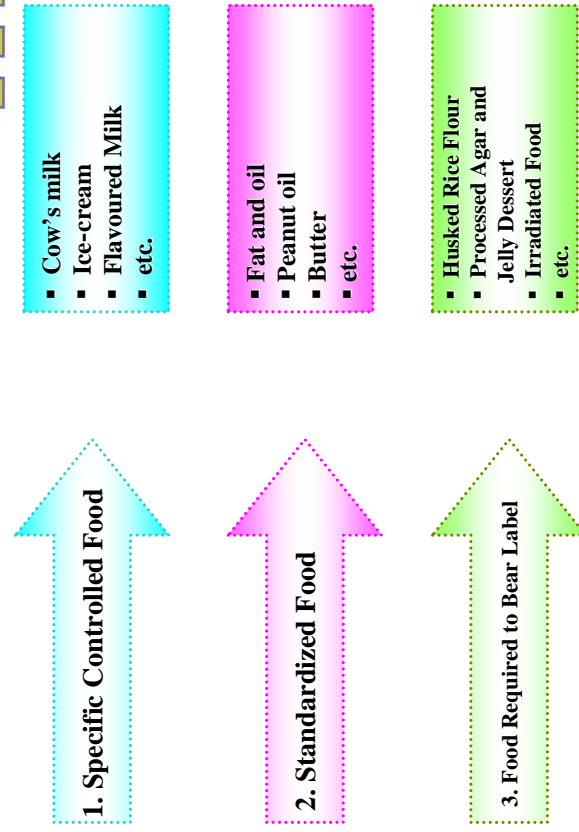 1. Specific Controlled Food
▪ Cow's milk
▪ Ice-cream
▪ Flavoured Milk
▪ etc.
2. Standardized Food
▪ Fat and oil
▪ Peanut oil
▪ Butter
▪ etc.
3. Food Required to Bear Label
▪ Husked Rice Flour
▪ Processed Agar and
Jelly Dessert
▪ Irradiated Food
▪ etc.